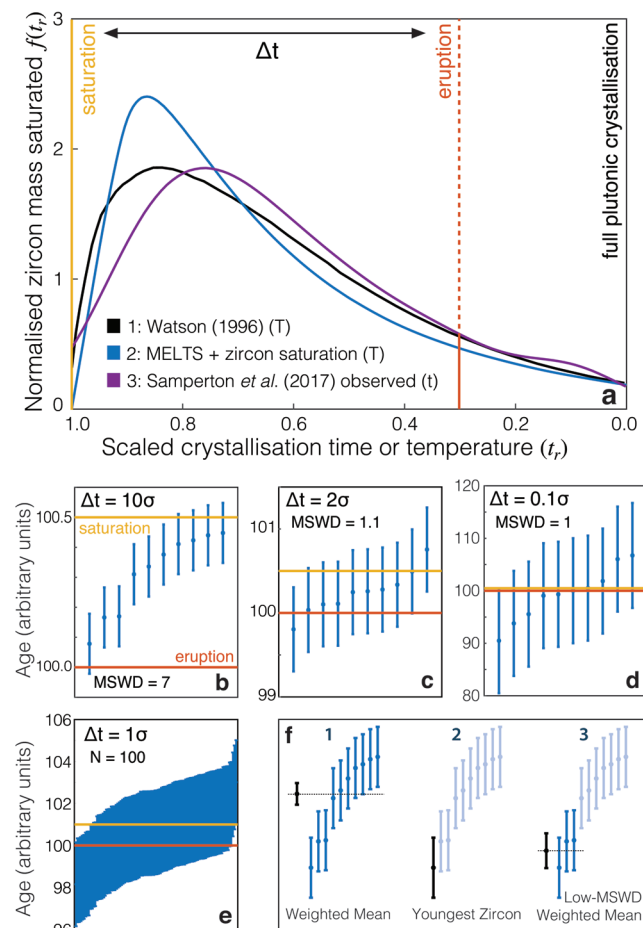 3
2
1
0
Normalised zircon mass saturated f(tᵣ)
saturation
Δt
eruption
full plutonic crystallisation
1: Watson (1996) (T)
2: MELTS + zircon saturation (T)
3: Samperton et al. (2017) observed (t)
a
1.0 0.8 0.6 0.4 0.2 0.0
Scaled crystallisation time or temperature (tᵣ)
Age (arbitrary units)
100.5
100.0
Δt = 10σ
saturation
eruption
MSWD = 7
b
101
100
99
Δt = 2σ
MSWD = 1.1
c
120
110
100
90
80
Δt = 0.1σ
MSWD = 1
d
Age (arbitrary units)
106
104
102
100
98
96
Δt = 1σ
N = 100
e
f
1 2 3
Weighted Mean
Youngest Zircon
Low-MSWD
Weighted Mean